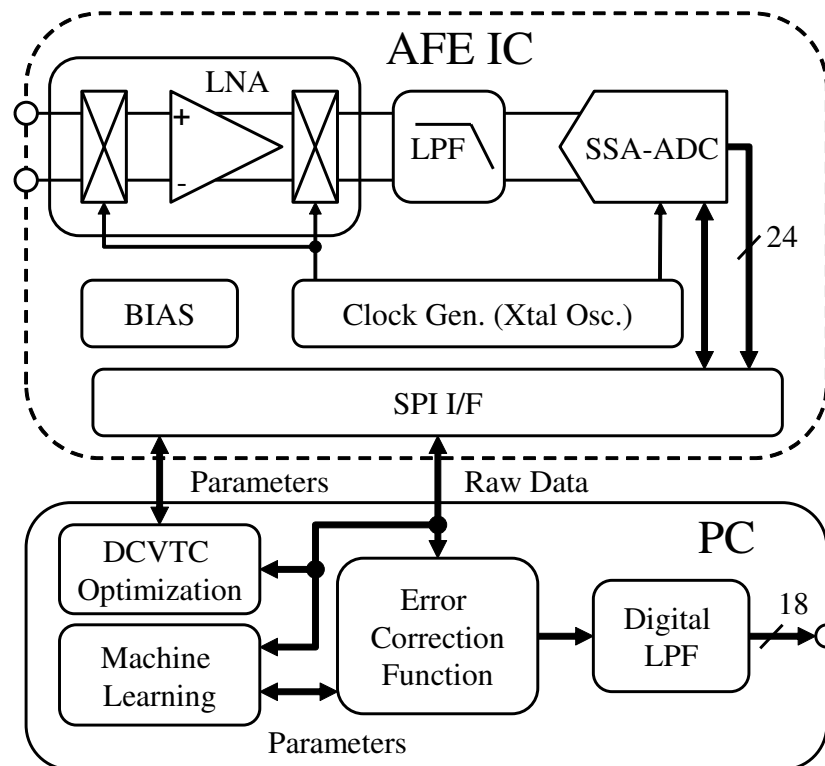 AFE IC
LNA
+
-
LPF
SSA-ADC
24
BIAS
Clock Gen. (Xtal Osc.)
SPI I/F
Parameters
Raw Data
PC
DCVTC
Optimization
Machine
Learning
Error
Correction
Function
Digital
LPF
18
Parameters